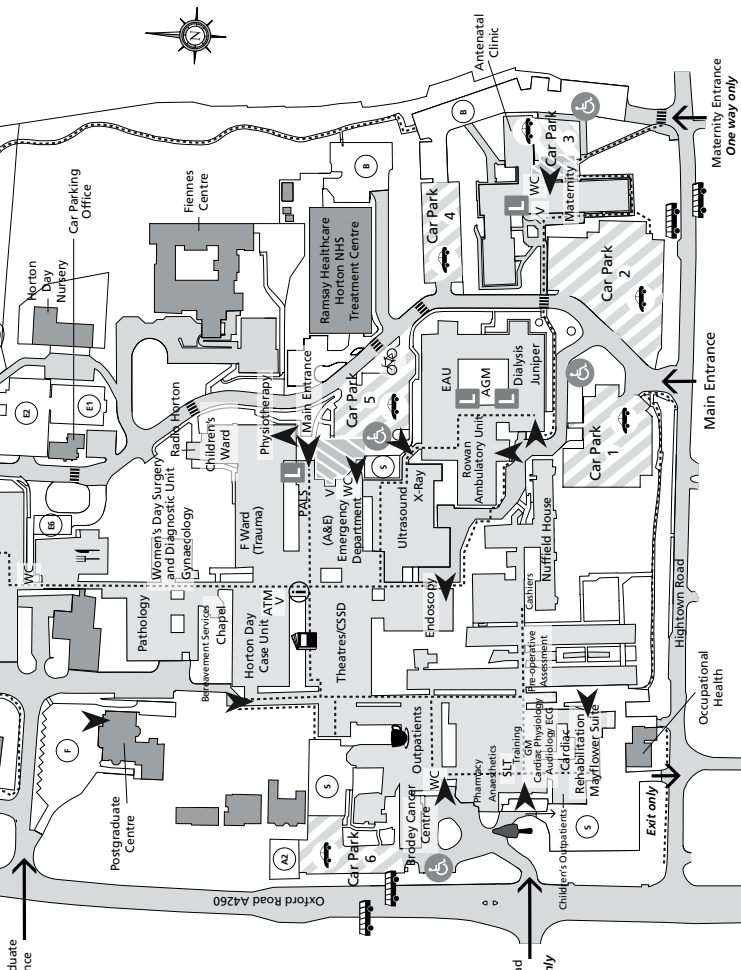 N
Antenatal
Clinic
Maternity Entrance
One way only
B
Car Park
3
WC
V
Maternity
L
Car Park
4
Car Park
2
B
Fiennes
Centre
Car Parking
Office
Horton
Day
Nursery
Ramsay Healthcare
Horton NHS
Treatment Centre
E2
E1
E6
Radio Horton
Children's
Ward
Physiotherapy
Main Entrance
Car Park
5
EAU
AGM
L
L
Dialysis
Juniper
Main Entrance
Car Park
1
L
PALS
S
V
WC
(A&E)
Emergency
Department
Ultrasound
X-Ray
Rowan
Ambulatory Unit
Women's Day Surgery
and Diagnostic Unit
Gynaecology
F Ward
(Trauma)
WC
Nuffield House
Cashiers
Endoscopy
Pathology
Bereavement Services
Chapel
Horton Day
Case Unit
ATM
V
i
Theatres/CSSD
Pre-operative
Assessment
Hightown Road
Occupational
Health
F
Postgraduate
Centre
S
Outpatients
WC
Pharmacy
Anaesthetics
SLT
Training
GM
Cardiac Physiology
Audiology ECG
Cardiac
Rehabilitation
Mayflower Suite
Brodey Cancer
Centre
A2
Car Park
6
Children's Outpatients
S
Exit only
Oxford Road A4260